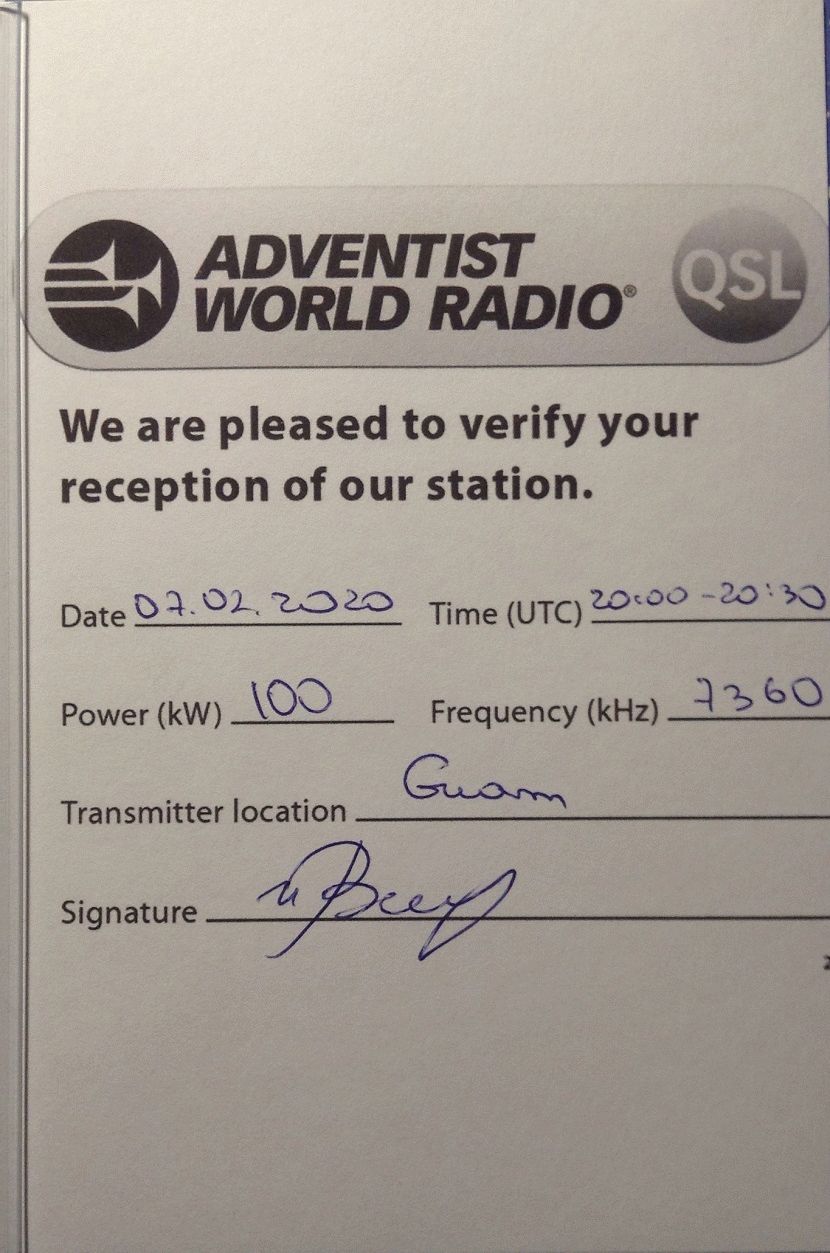 ADVENTIST
WORLD RADIO®
QSL
We are pleased to verify your
reception of our station.
Date 07.02.2020 Time (UTC) 20:00 - 20:30
Power (kW) 100 Frequency (kHz) 7360
Transmitter location Guam
Signature